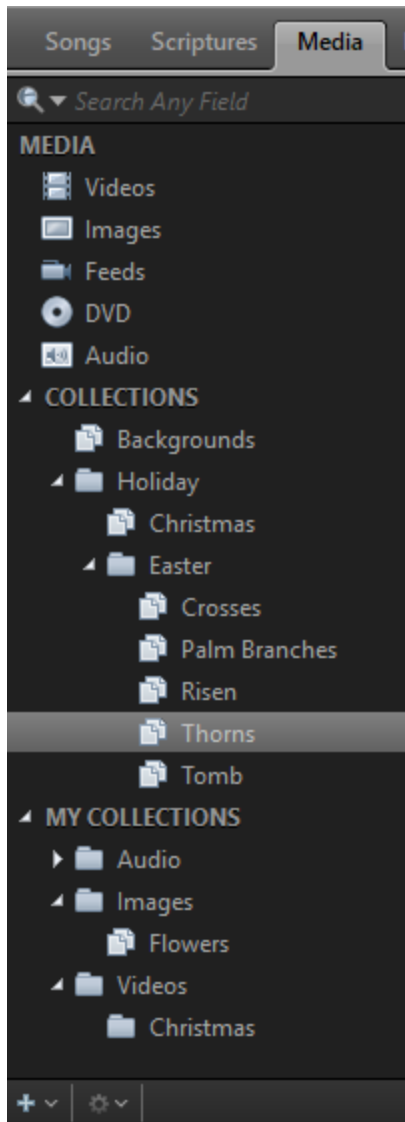 Songs Scriptures Media
Search Any Field
MEDIA
Videos
Images
Feeds
DVD
Audio
COLLECTIONS
Backgrounds
Holiday
Christmas
Easter
Crosses
Palm Branches
Risen
Thorns
Tomb
MY COLLECTIONS
Audio
Images
Flowers
Videos
Christmas